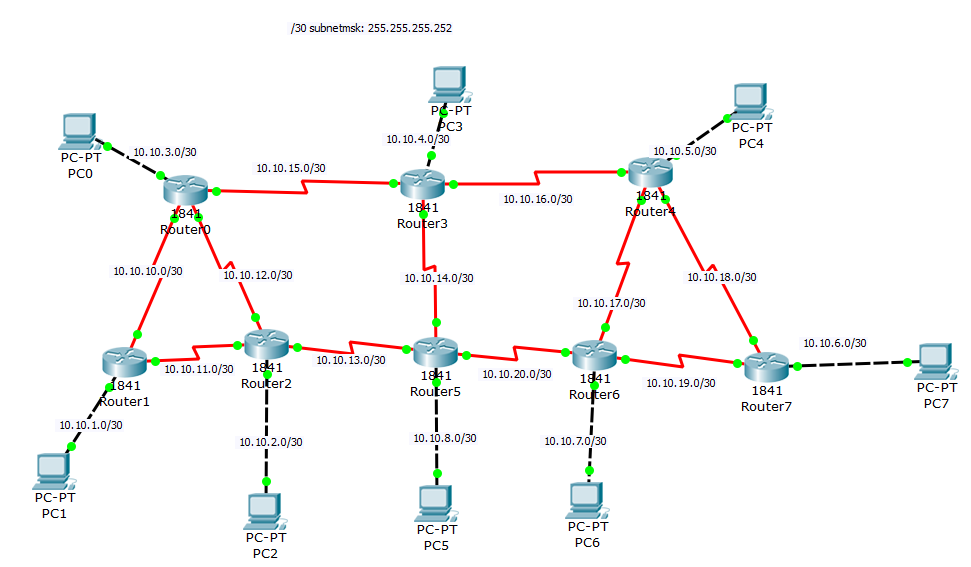 /30 subnetmsk: 255.255.255.252
PC-PT
PC3
PC-PT
PC4
10.10.4.0/30
10.10.3.0/30
10.10.5.0/30
PC-PT
PC0
10.10.15.0/30
10.10.16.0/30
1841
Router0
1841
Router3
1841
Router4
10.10.10.0/30
10.10.12.0/30
10.10.14.0/30
10.10.18.0/30
10.10.17.0/30
10.10.6.0/30
10.10.11.0/30
10.10.13.0/30
10.10.20.0/30
10.10.19.0/30
1841
Router1
1841
Router2
1841
Router5
1841
Router6
1841
Router7
PC-PT
PC7
10.10.1.0/30
10.10.2.0/30
10.10.8.0/30
10.10.7.0/30
PC-PT
PC1
PC-PT
PC2
PC-PT
PC5
PC-PT
PC6